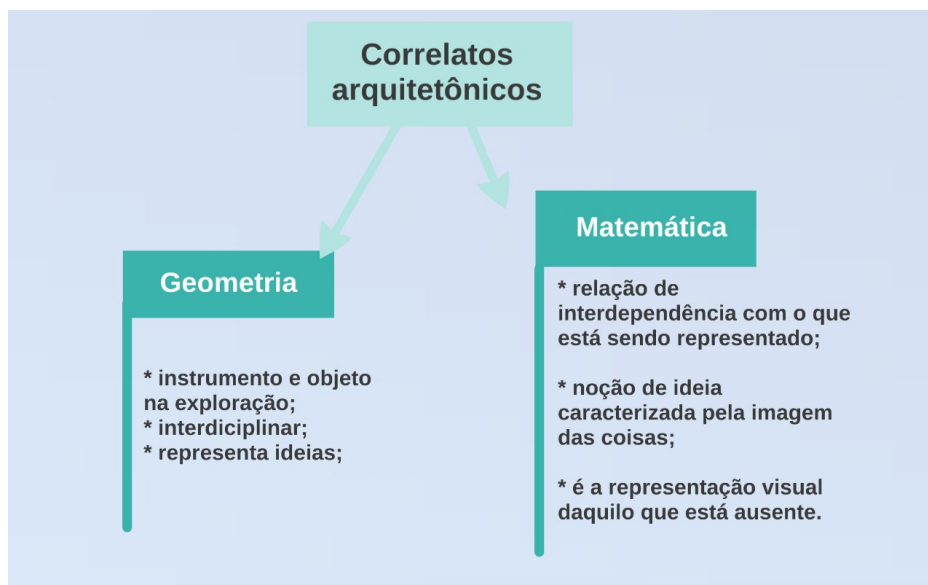 Correlatos
arquitetônicos
Geometria
* instrumento e objeto
na exploração;
* interdiciplinar;
* representa ideias;
Matemática
* relação de
interdependência com o que
está sendo representado;
* noção de ideia
caracterizada pela imagem
das coisas;
* é a representação visual
daquilo que está ausente.